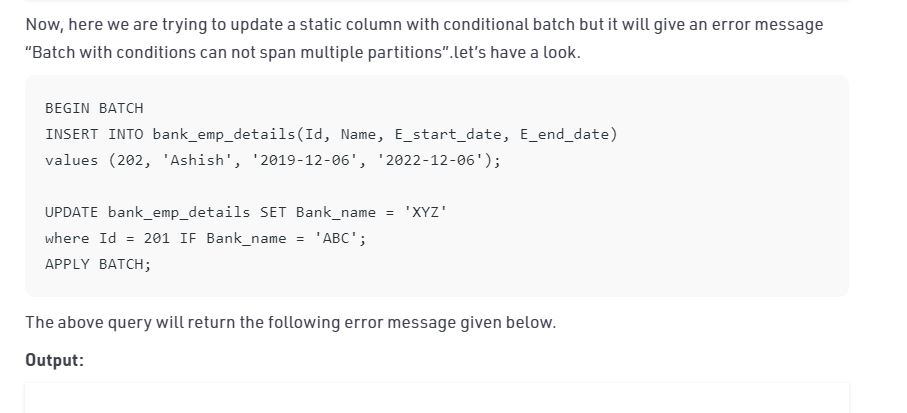 Now, here we are trying to update a static column with conditional batch but it will give an error message
"Batch with conditions can not span multiple partitions".let's have a look.
BEGIN BATCH
INSERT INTO bank_emp_details(Id, Name, E_start_date, E_end_date)
values (202, 'Ashish', '2019-12-06', '2022-12-06');
UPDATE bank_emp_details SET Bank_name = 'XYZ'
where Id = 201 IF Bank_name = 'ABC';
APPLY BATCH;
The above query will return the following error message given below.
Output: